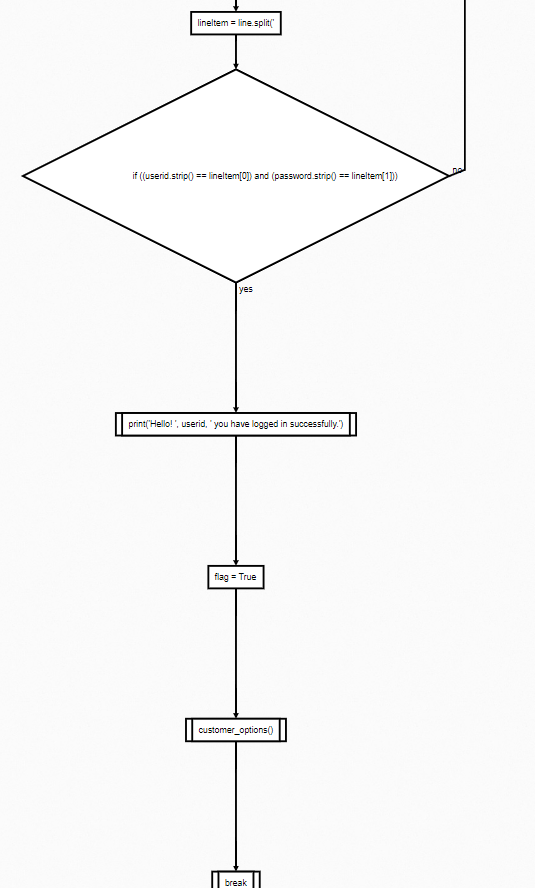 lineItem = line.split('
if ((userid.strip() == lineItem[0]) and (password.strip() == lineItem[1]))
no
yes
print('Hello! ', userid, ' you have logged in successfully.')
flag = True
customer_options()
break